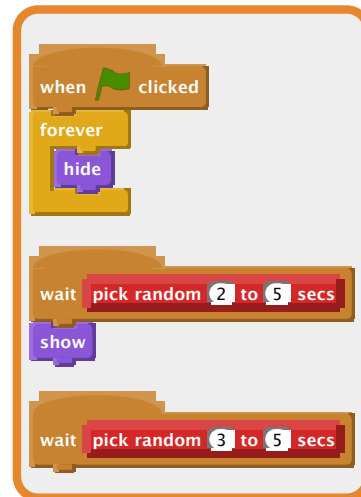 when clicked
forever
hide
wait pick random 2 to 5 secs
show
wait pick random 3 to 5 secs